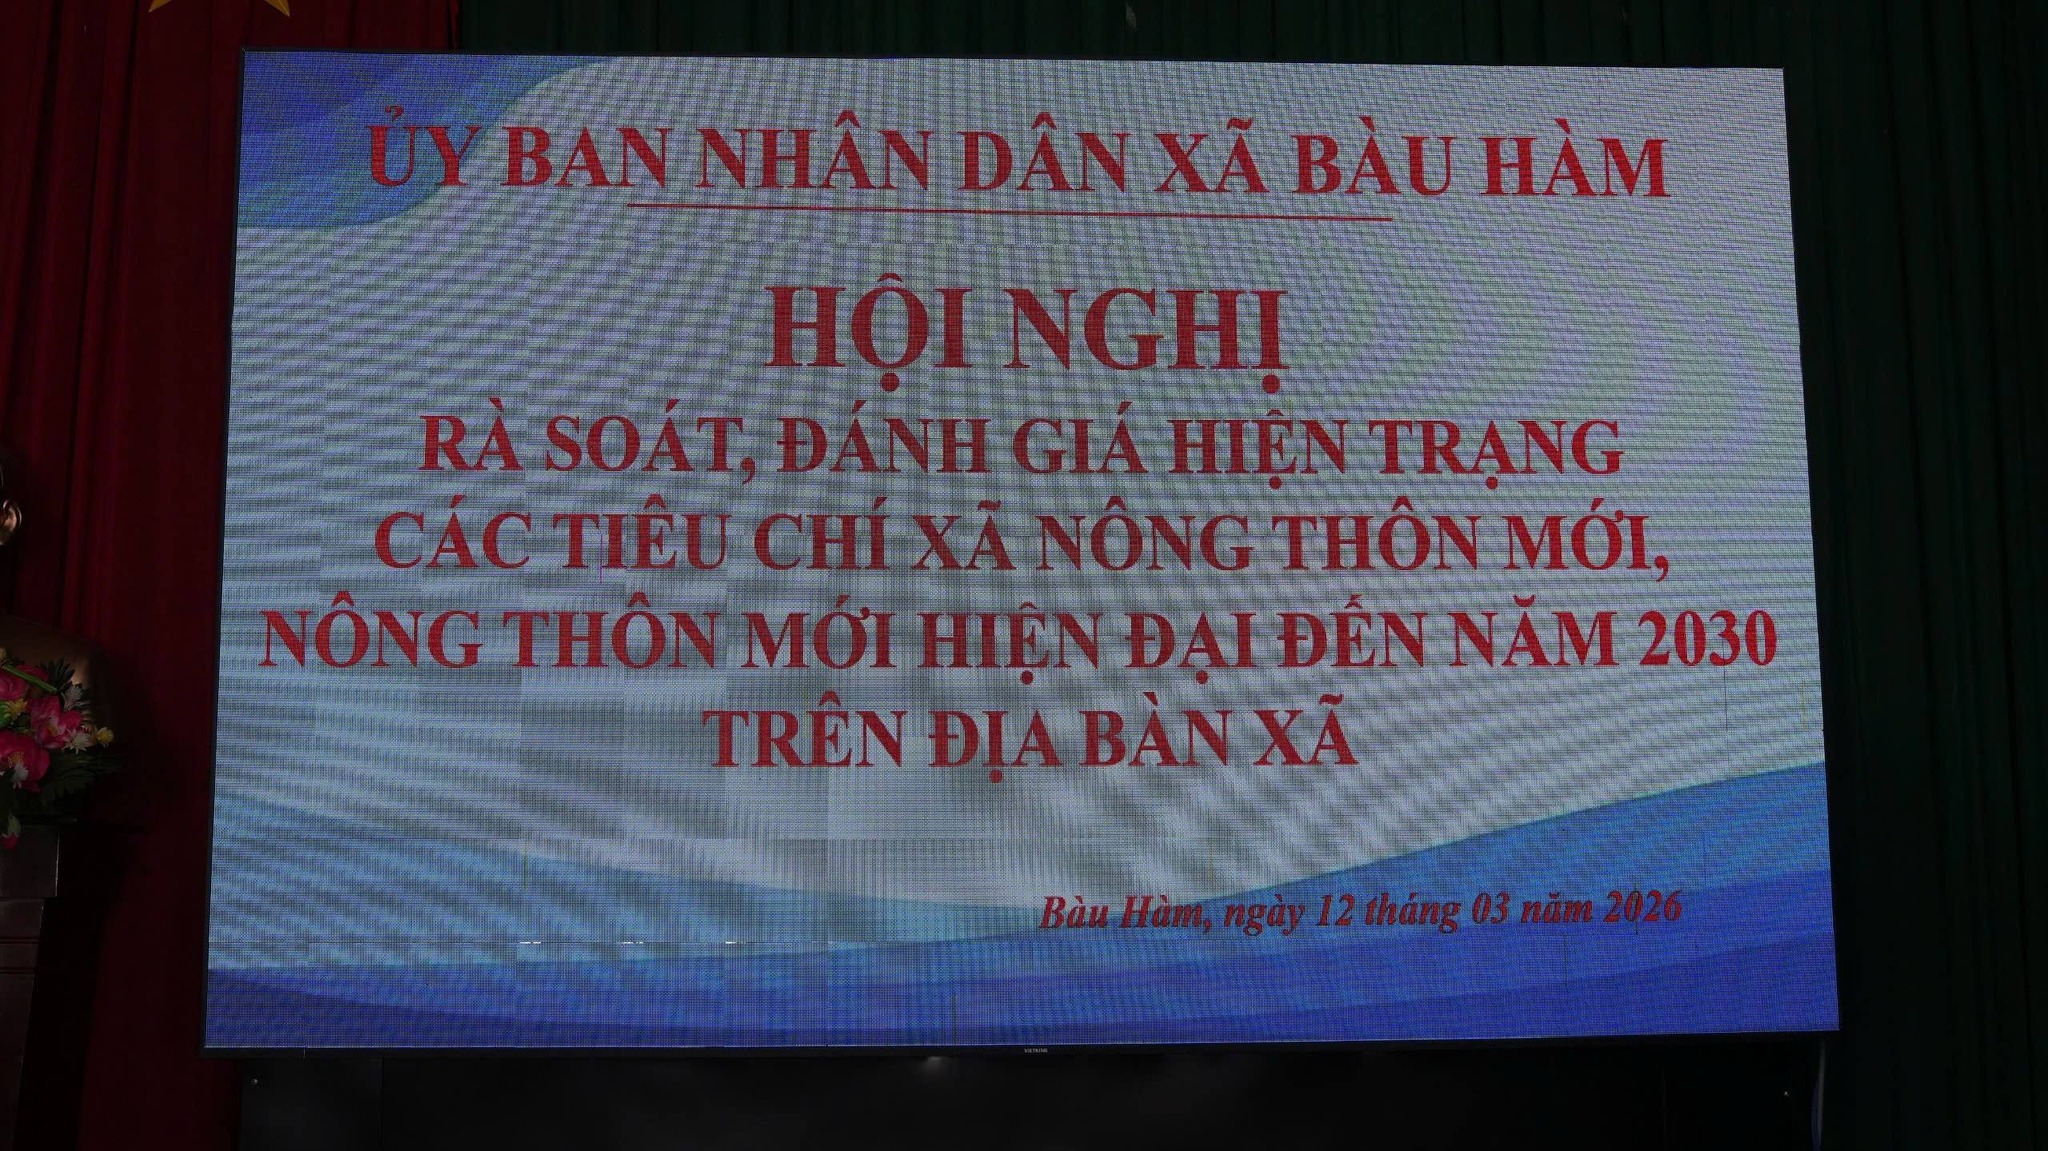 ỦY BAN NHÂN DÂN XÃ BÀU HÀM
HỘI NGHỊ
RÀ SOÁT, ĐÁNH GIÁ HIỆN TRẠNG
CÁC TIÊU CHÍ XÃ NÔNG THÔN MỚI,
NÔNG THÔN MỚI HIỆN ĐẠI ĐẾN NĂM 2030
TRÊN ĐỊA BÀN XÃ
Bàu Hàm, ngày 12 tháng 03 năm 2026